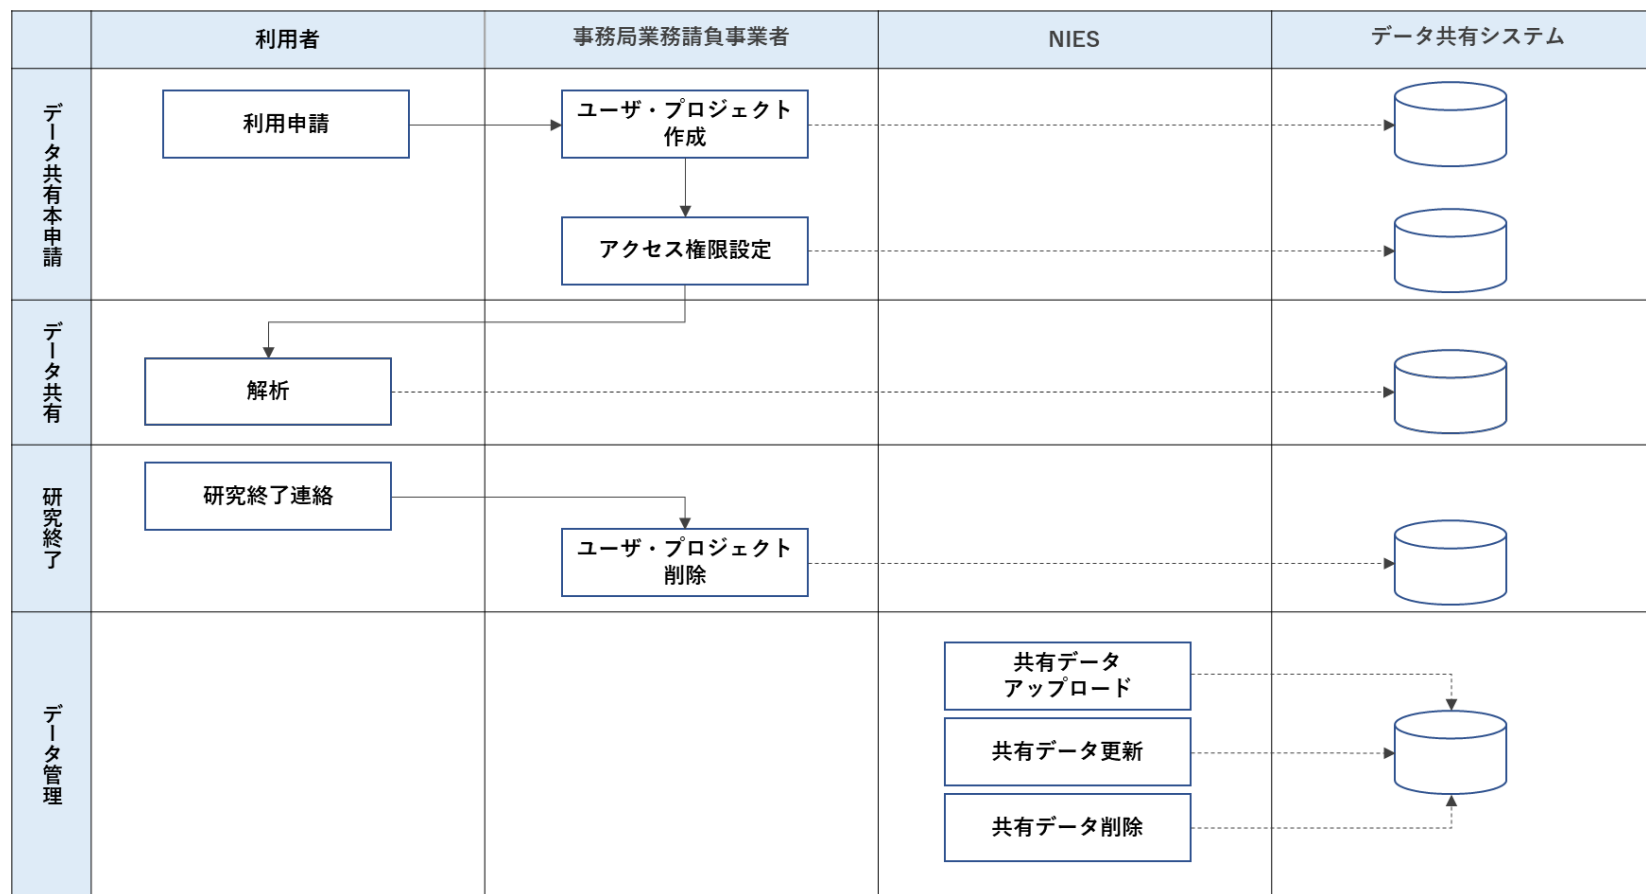 利用者
事務局業務請負事業者
NIES
データ共有システム
データ共有本申請
利用申請
ユーザ・プロジェクト
作成
アクセス権限設定
データ共有
解析
研究終了
研究終了連絡
ユーザ・プロジェクト
削除
データ管理
共有データ
アップロード
共有データ更新
共有データ削除